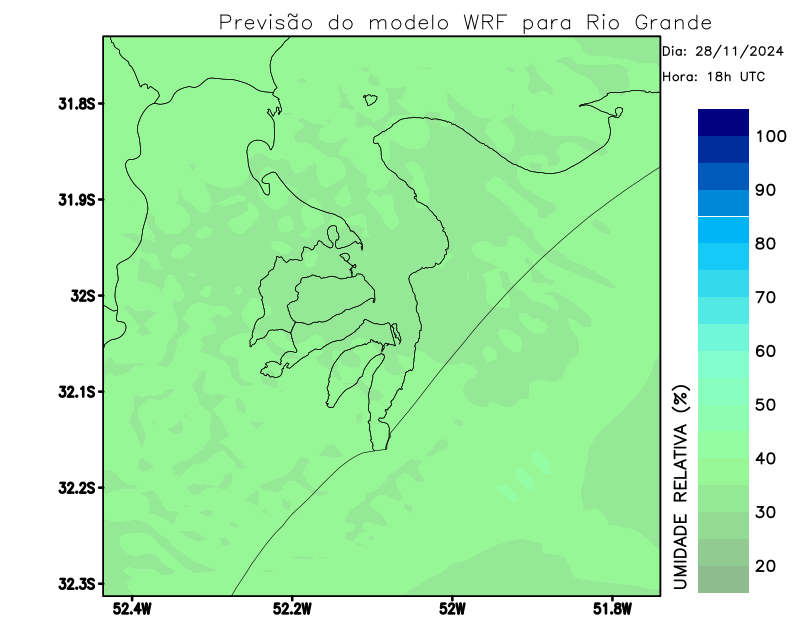 Previsão do modelo WRF para Rio Grande
Dia: 28/11/2024
Hora: 18h UTC
31.8S
31.9S
32S
32.1S
32.2S
32.3S
52.4W
52.2W
52W
51.8W
100
90
80
70
60
50
40
30
20
UMIDADE RELATIVA (%)